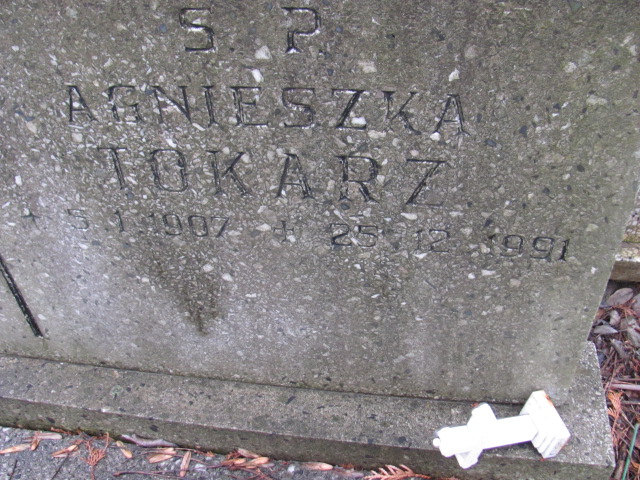 S P
AGNIESZKA
TOKARZ
* 5 1 1907 + 25 12 1991